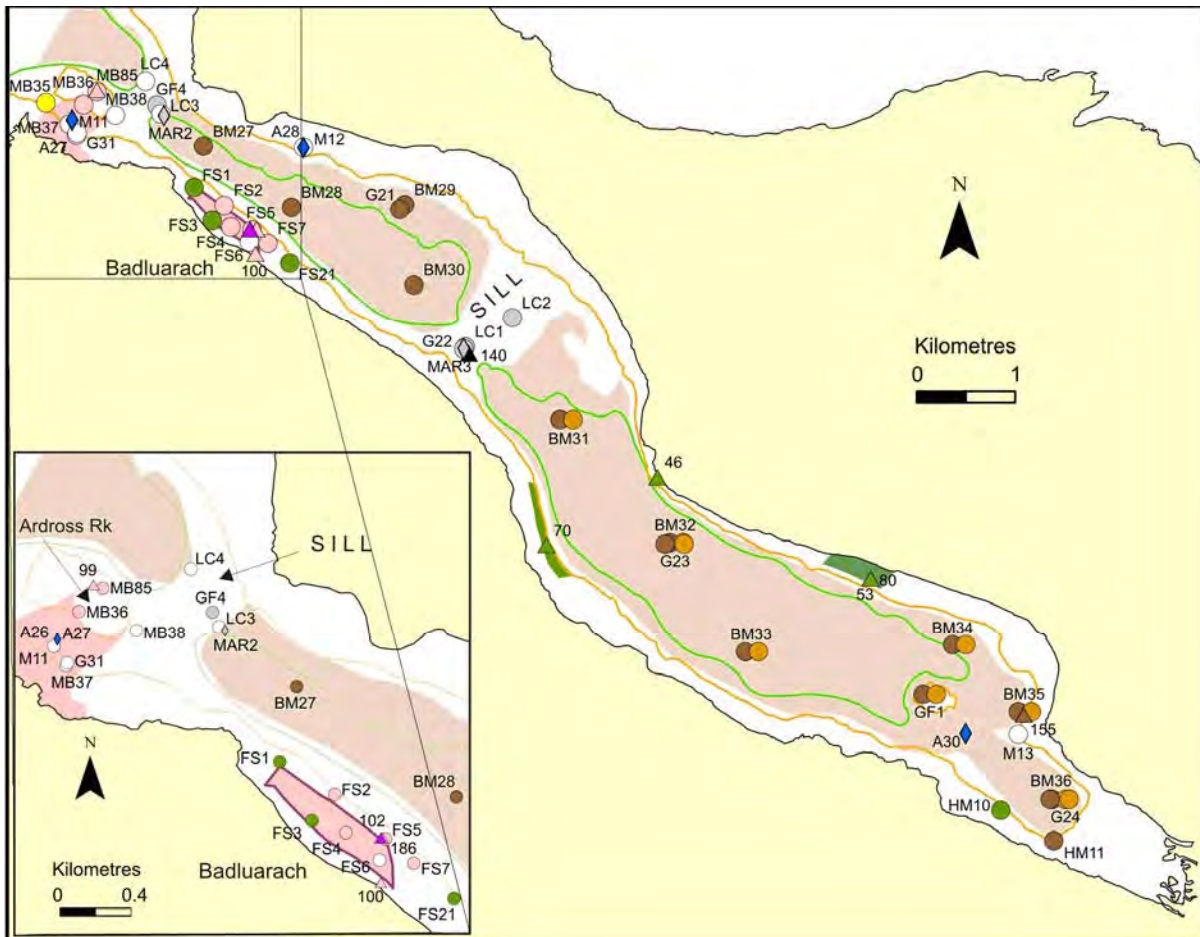 LC4
MB85
MB36
MB35
MB38
GF4
LC3
M11
MAR2
MB37
G31
A27
BM27
A28
M12
FS1
FS2
BM28
G21
BM29
FS5
FS3
FS7
FS4
FS6
100
FS21
Badluarach
BM30
N
SILL
LC2
LC1
G22
140
MAR3
Kilometres
0 1
BM31
46
70
BM32
G23
80
53
BM33
BM34
GF1
BM35
155
A30
M13
BM36
G24
HM10
HM11
Ardross Rk
SILL
LC4
99
MB85
GF4
MB36
LC3
A26
A27
MB38
MAR2
M11
G31
MB37
BM27
N
FS1
FS2
BM28
FS3
102
FS5
FS4
186
FS6
FS7
Badluarach
100
FS21
Kilometres
0 0.4